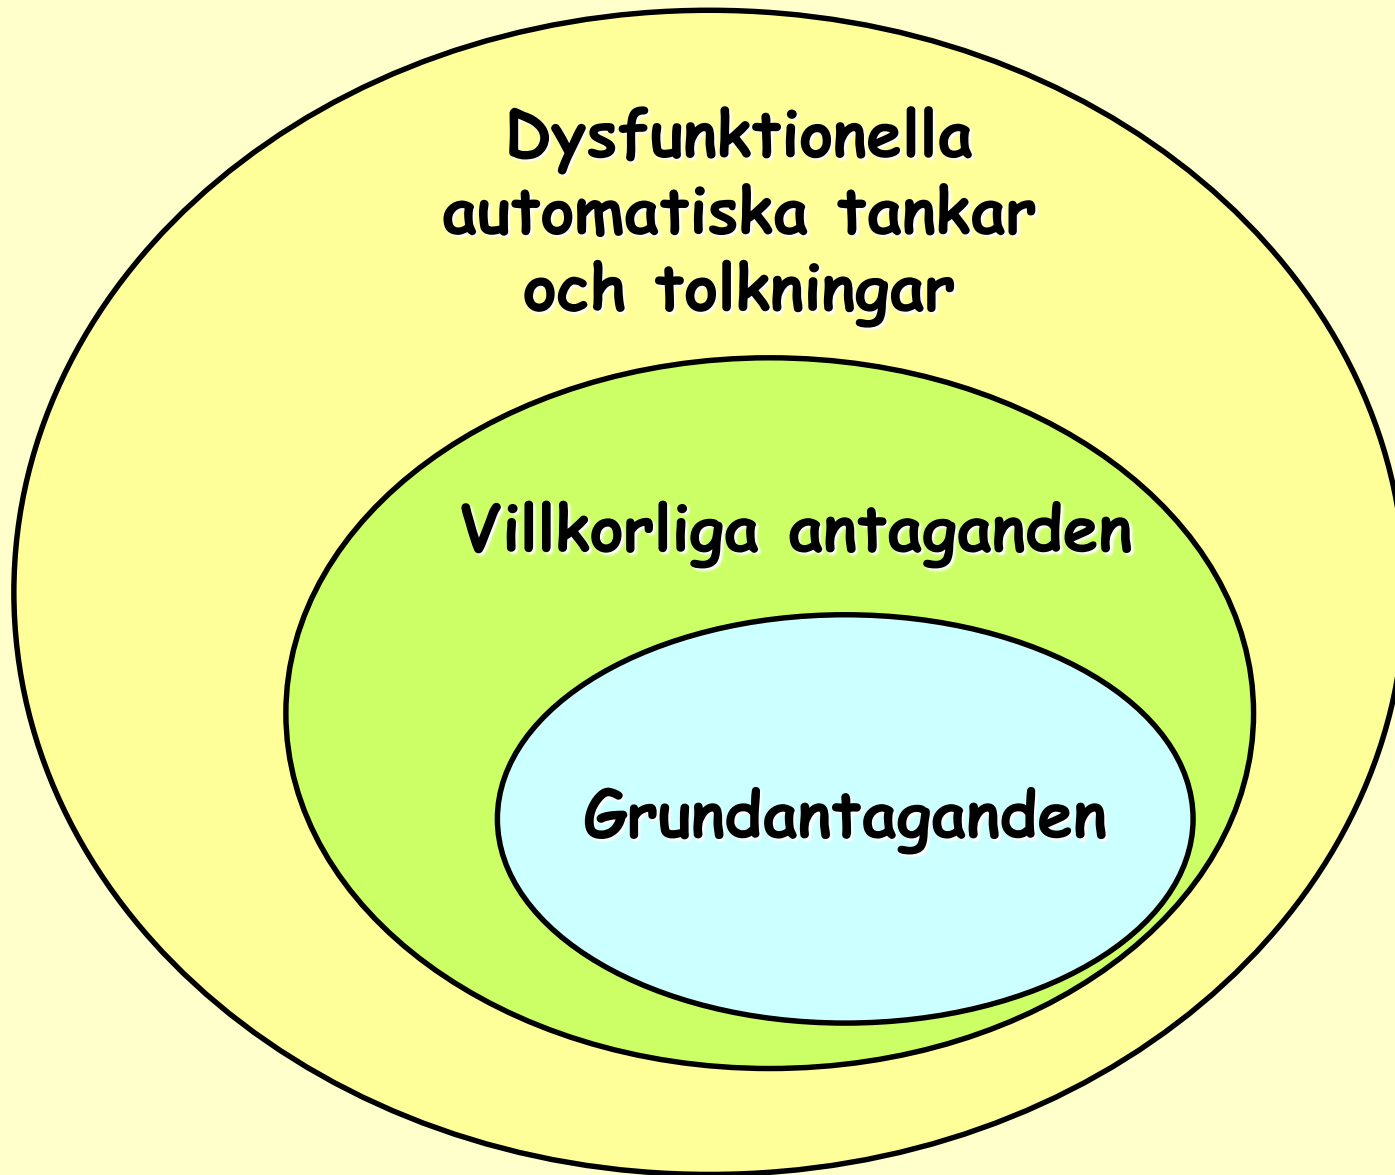 Dysfunktionella
automatiska tankar
och tolkningar
Villkorliga antaganden
Grundantaganden